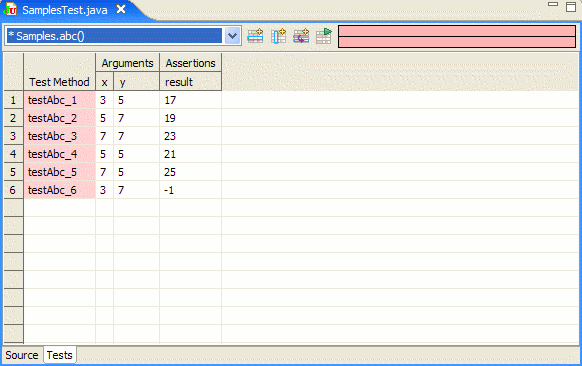 SamplesTest.java
* Samples.abc()
Arguments Assertions
Test Method x y result
1 testAbc_1 3 5 17
2 testAbc_2 5 7 19
3 testAbc_3 7 7 23
4 testAbc_4 5 5 21
5 testAbc_5 7 5 25
6 testAbc_6 3 7 -1
Source Tests